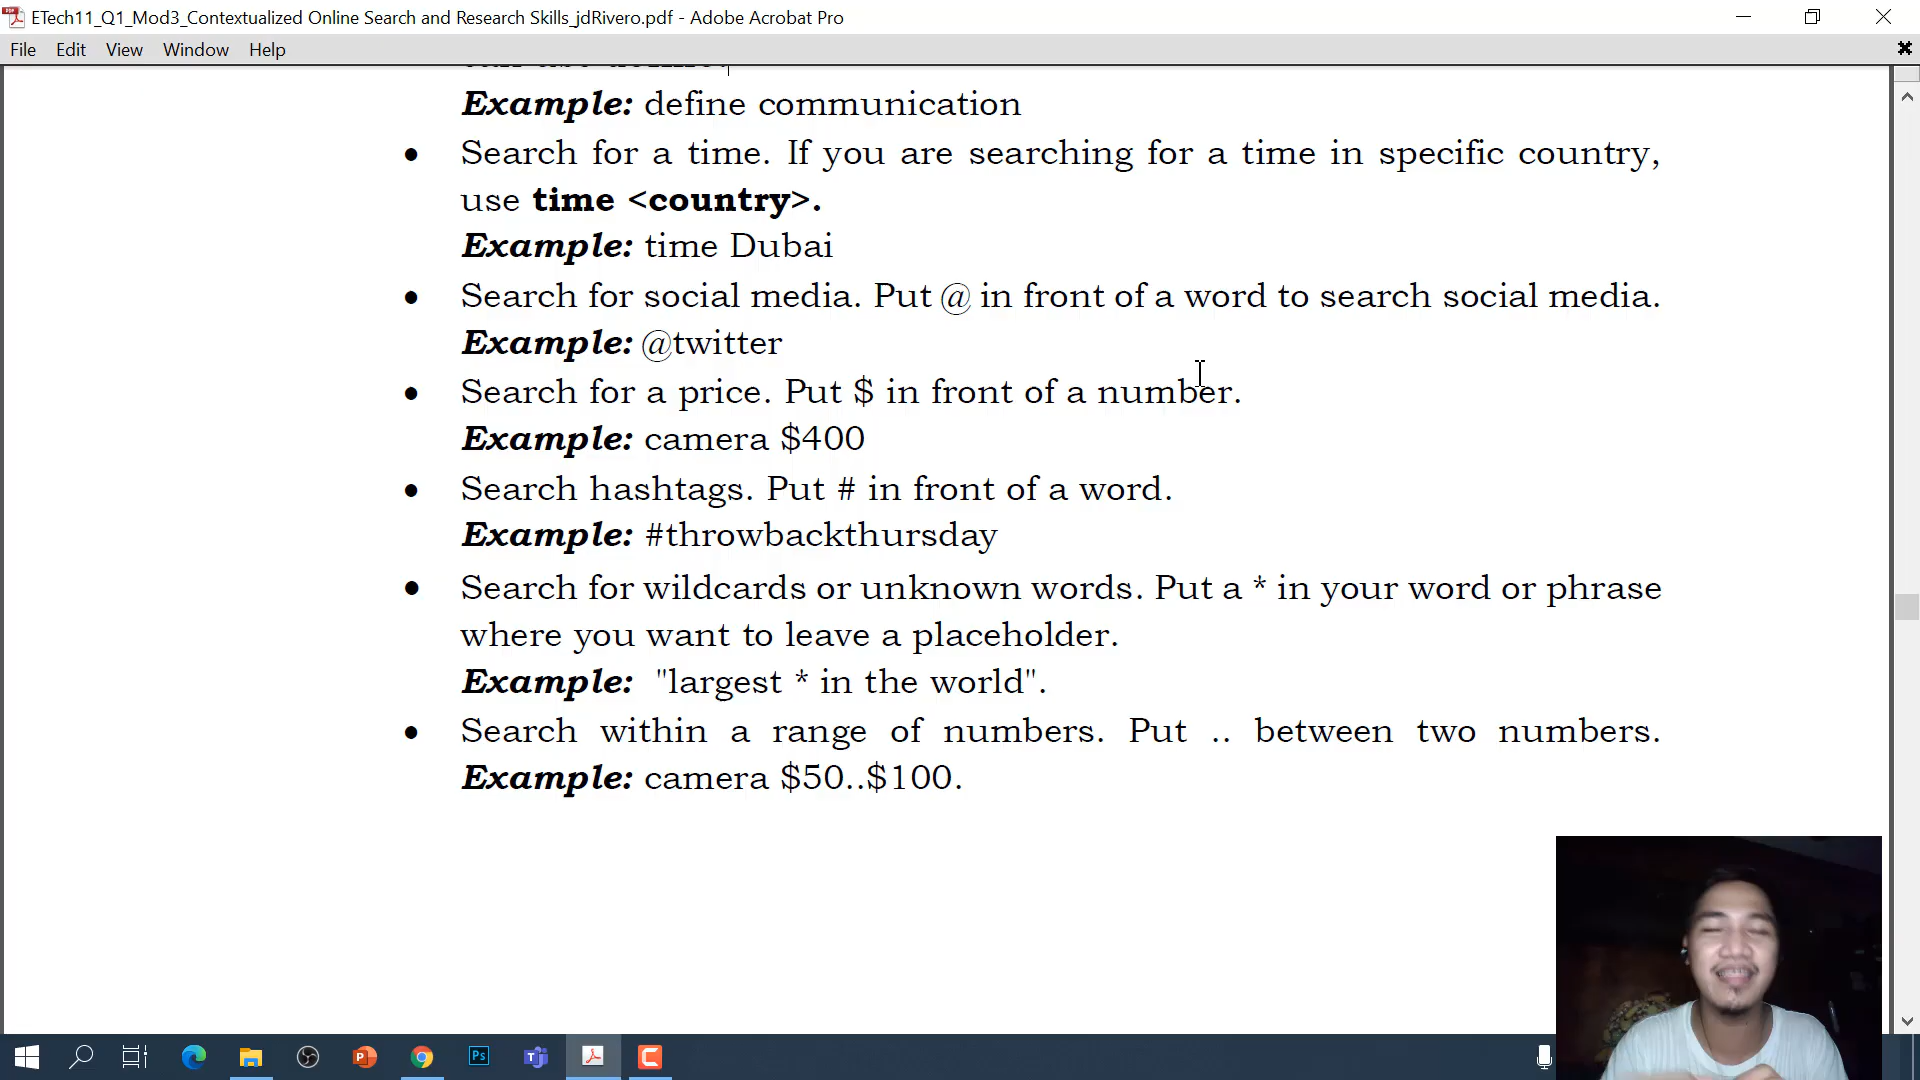 ETech11_Q1_Mod3_Contextualized Online Search and Research Skills_jdRivero.pdf - Adobe Acrobat Pro
File Edit View Window Help
Example: define communication
• Search for a time. If you are searching for a time in specific country,
use time <country>.
Example: time Dubai
• Search for social media. Put @ in front of a word to search social media.
Example: @twitter
• Search for a price. Put $ in front of a number.
Example: camera $400
• Search hashtags. Put # in front of a word.
Example: #throwbackthursday
• Search for wildcards or unknown words. Put a * in your word or phrase
where you want to leave a placeholder.
Example: "largest * in the world".
• Search within a range of numbers. Put .. between two numbers.
Example: camera $50..$100.
Ps